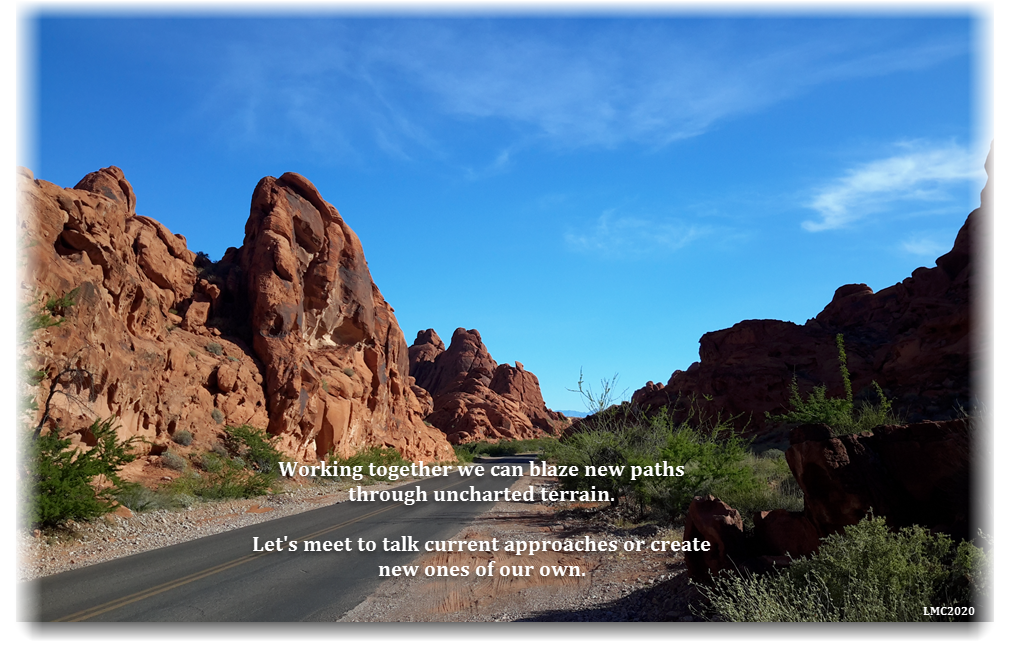 Working together we can blaze new paths
through uncharted terrain.
Let's meet to talk current approaches or create
new ones of our own.
LMC2020